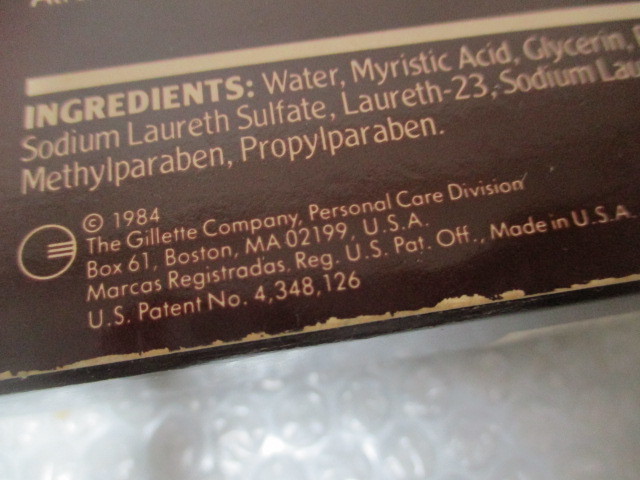 INGREDIENTS: Water, Myristic Acid, Glycerin,
Sodium Laureth Sulfate, Laureth-23, Sodium
Methylparaben, Propylparaben.
© 1984
The Gillette Company, Personal Care Division
Box 61, Boston, MA 02199, U.S.A.
Marcas Registradas. Reg. U.S. Pat. Off., Made in U.S.A.
U.S. Patent No. 4,348,126